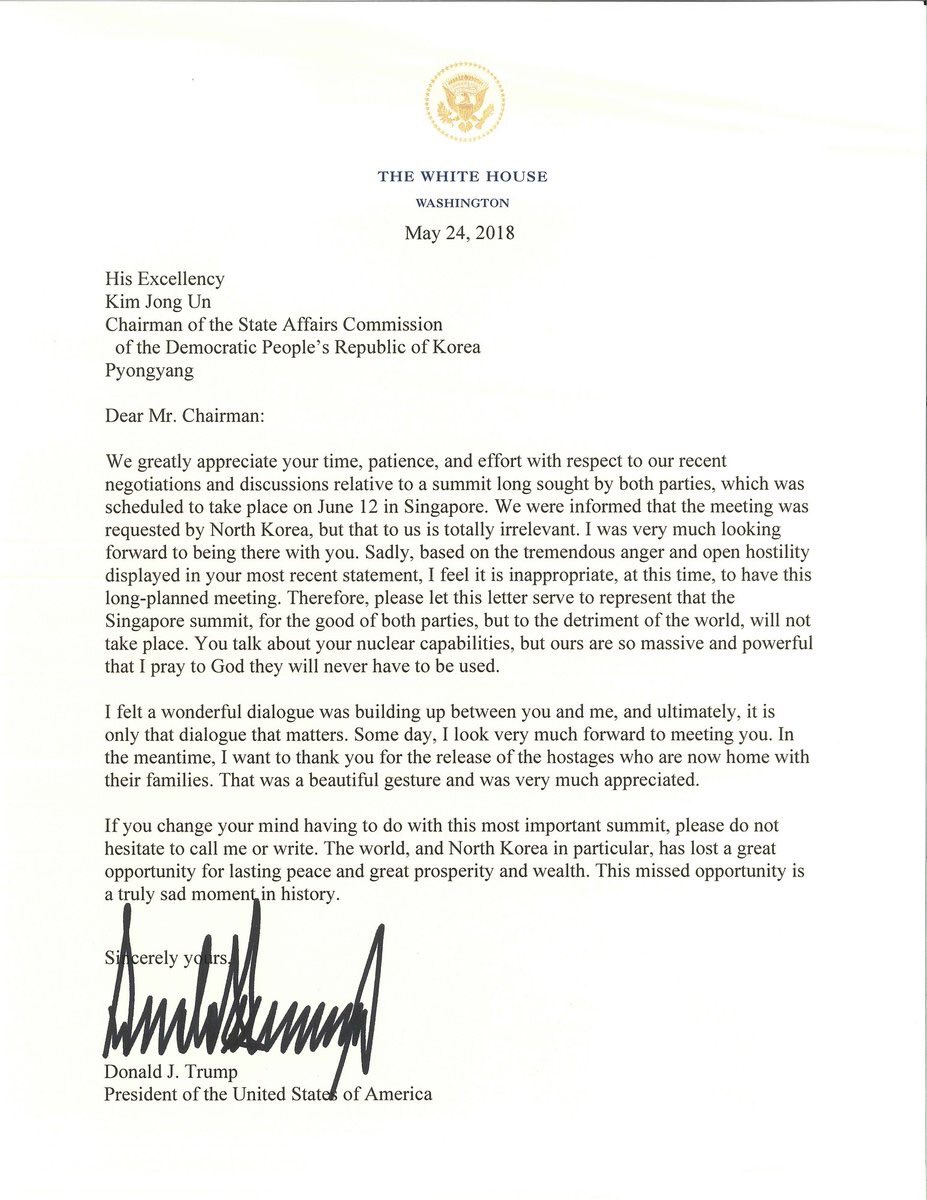 THE WHITE HOUSE
WASHINGTON
May 24, 2018
His Excellency
Kim Jong Un
Chairman of the State Affairs Commission
of the Democratic People's Republic of Korea
Pyongyang
Dear Mr. Chairman:
We greatly appreciate your time, patience, and effort with respect to our recent
negotiations and discussions relative to a summit long sought by both parties, which was
scheduled to take place on June 12 in Singapore. We were informed that the meeting was
requested by North Korea, but that to us is totally irrelevant. I was very much looking
forward to being there with you. Sadly, based on the tremendous anger and open hostility
displayed in your most recent statement, I feel it is inappropriate, at this time, to have this
long-planned meeting. Therefore, please let this letter serve to represent that the
Singapore summit, for the good of both parties, but to the detriment of the world, will not
take place. You talk about your nuclear capabilities, but ours are so massive and powerful
that I pray to God they will never have to be used.
I felt a wonderful dialogue was building up between you and me, and ultimately, it is
only that dialogue that matters. Some day, I look very much forward to meeting you. In
the meantime, I want to thank you for the release of the hostages who are now home with
their families. That was a beautiful gesture and was very much appreciated.
If you change your mind having to do with this most important summit, please do not
hesitate to call me or write. The world, and North Korea in particular, has lost a great
opportunity for lasting peace and great prosperity and wealth. This missed opportunity is
a truly sad moment in history.
Sincerely yours,
Donald J. Trump
President of the United States of America